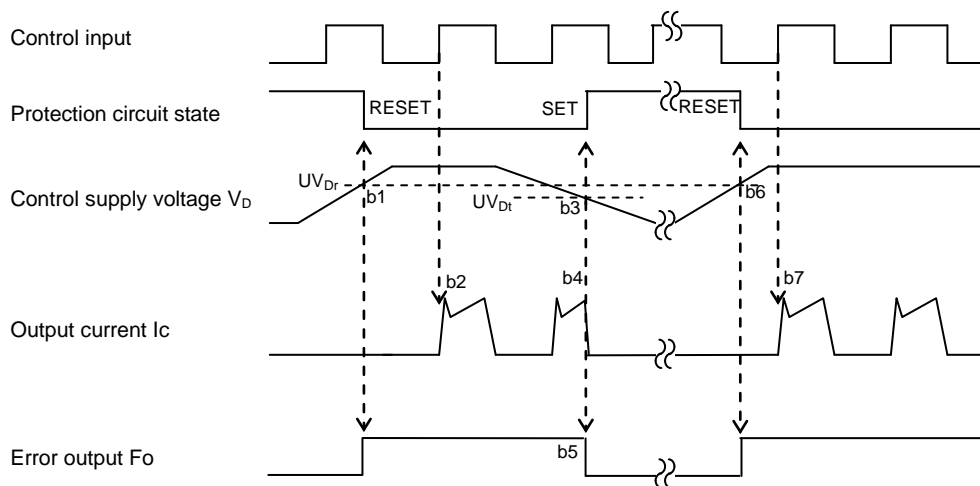 Control input
Protection circuit state
RESET
SET
RESET
Control supply voltage VD
UVDr
b1
UVDt
b3
b6
b2
b4
b7
Output current Ic
Error output Fo
b5